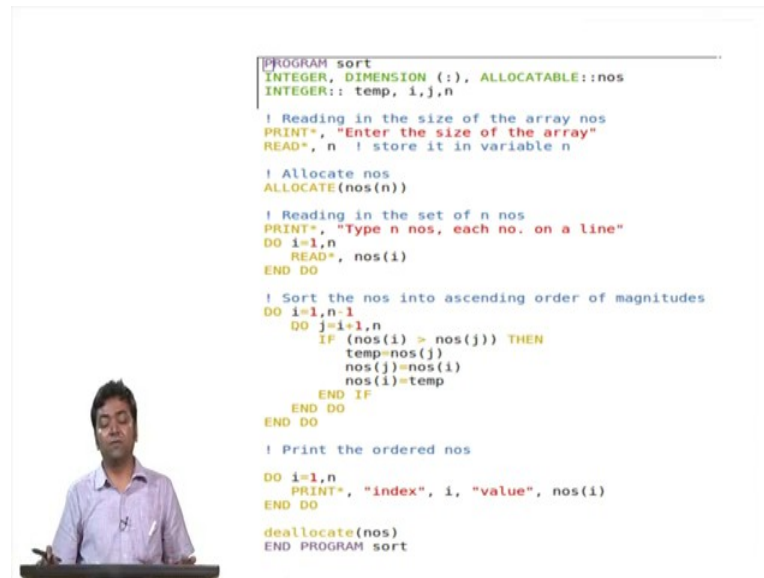 PROGRAM sort
INTEGER, DIMENSION (:), ALLOCATABLE::nos
INTEGER:: temp, i,j,n
! Reading in the size of the array nos
PRINT*, "Enter the size of the array"
READ*, n  ! store it in variable n
! Allocate nos
ALLOCATE(nos(n))
! Reading in the set of n nos
PRINT*, "Type n nos, each no. on a line"
DO i=1,n
   READ*, nos(i)
END DO
! Sort the nos into ascending order of magnitudes
DO i=1,n-1
   DO j=i+1,n
      IF (nos(i) > nos(j)) THEN
         temp=nos(j)
         nos(j)=nos(i)
         nos(i)=temp
      END IF
   END DO
END DO
! Print the ordered nos
DO i=1,n
   PRINT*, "index", i, "value", nos(i)
END DO
deallocate(nos)
END PROGRAM sort